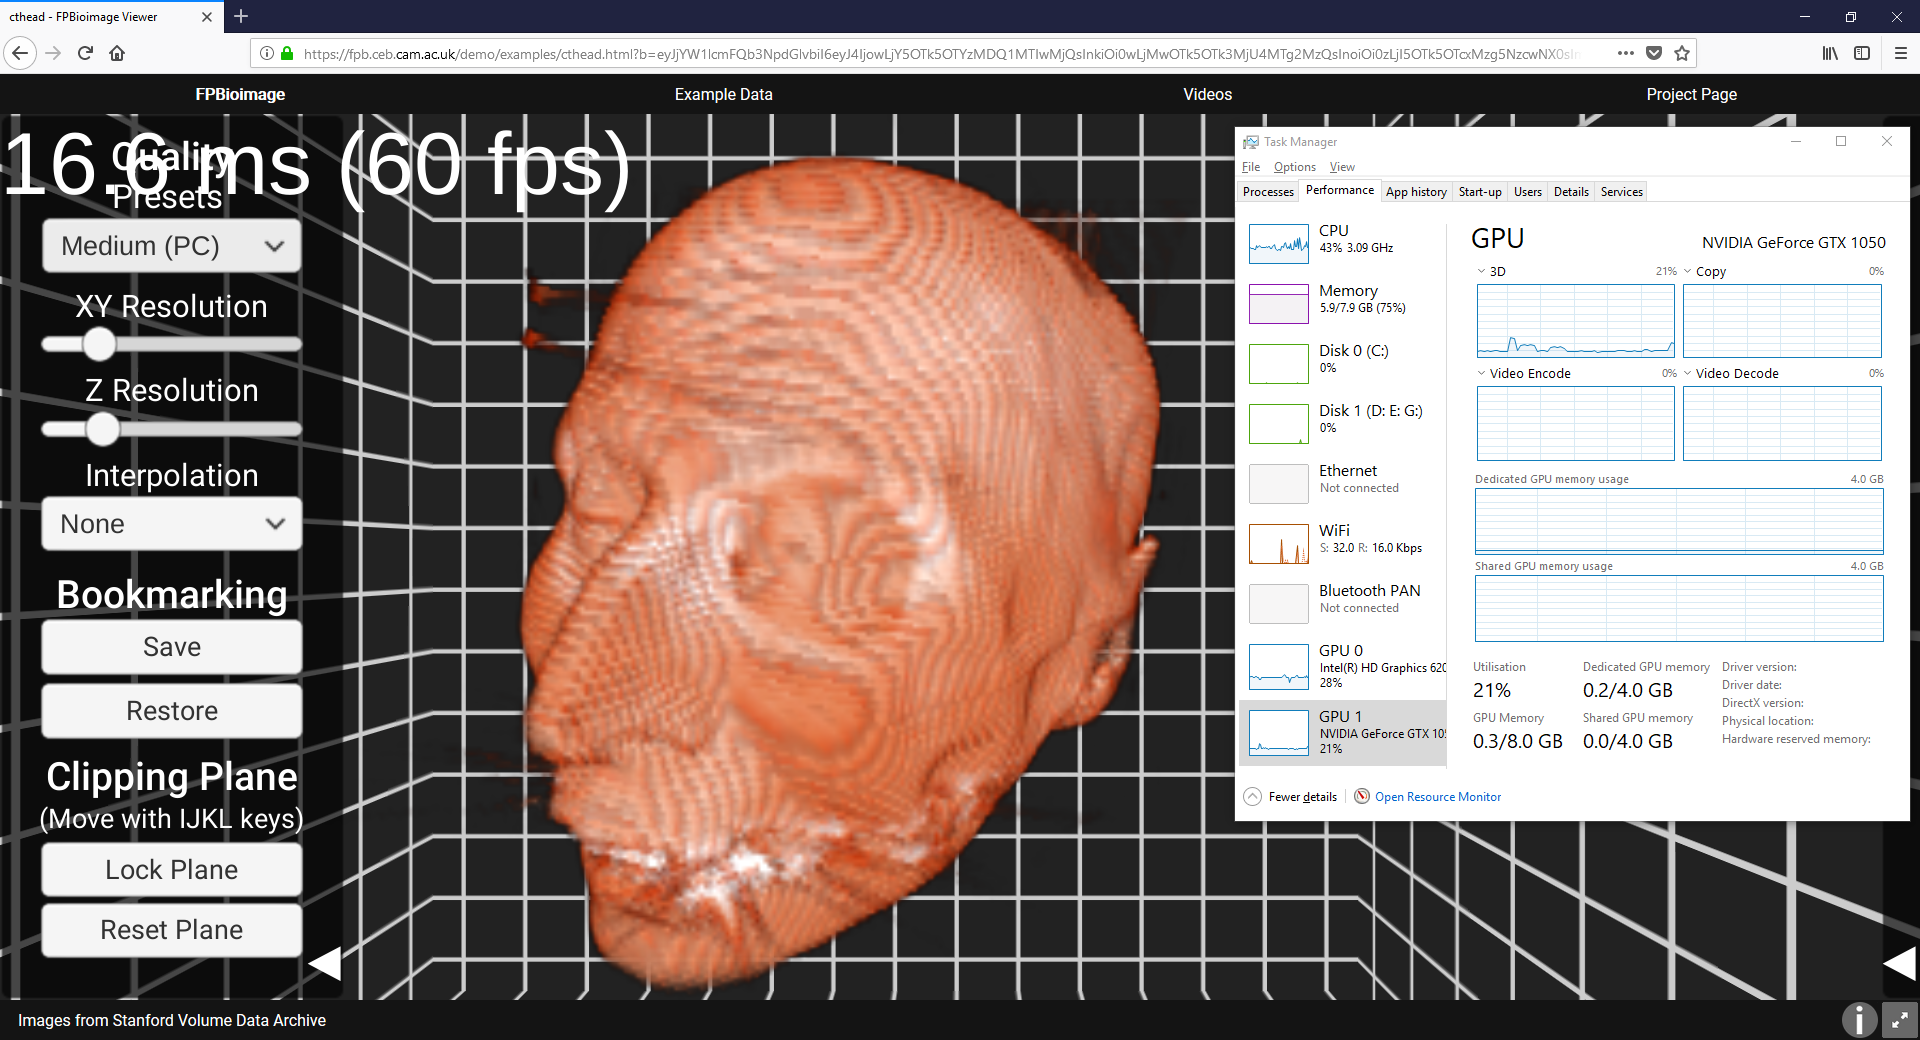 cthead - FPBioimage Viewer
https://fpb.ceb.cam.ac.uk/demo/examples/cthead.html?b=eyJjYW1lcmFQb3NpdGlvbiI6eyJ4IjowLjY5OTk5OTYzMDQ1MTIwMjQsInkiOi0wLjMwOTk5OTk3MjU4MTg2MzQsInoiOi0zLjI5OTk5OTcxMzg5NzcwNX0sIn
FPBioimage
Example Data
Videos
Project Page
16.6 ms (60 fps)
Quality
Presets
Medium (PC)
XY Resolution
Z Resolution
Interpolation
None
Bookmarking
Save
Restore
Clipping Plane
(Move with IJKL keys)
Lock Plane
Reset Plane
Task Manager
File Options View
Processes Performance App history Start-up Users Details Services
CPU
43% 3.09 GHz
Memory
5.9/7.9 GB (75%)
Disk 0 (C:)
0%
Disk 1 (D: E: G:)
0%
Ethernet
Not connected
WiFi
S: 32.0 R: 16.0 Kbps
Bluetooth PAN
Not connected
GPU 0
Intel(R) HD Graphics 620
28%
GPU 1
NVIDIA GeForce GTX 105
21%
GPU
NVIDIA GeForce GTX 1050
3D 21%
Copy 0%
Video Encode 0%
Video Decode 0%
Dedicated GPU memory usage 4.0 GB
Shared GPU memory usage 4.0 GB
Utilisation
21%
Dedicated GPU memory
0.2/4.0 GB
GPU Memory
0.3/8.0 GB
Shared GPU memory
0.0/4.0 GB
Driver version:
Driver date:
DirectX version:
Physical location:
Hardware reserved memory:
Fewer details
Open Resource Monitor
Images from Stanford Volume Data Archive